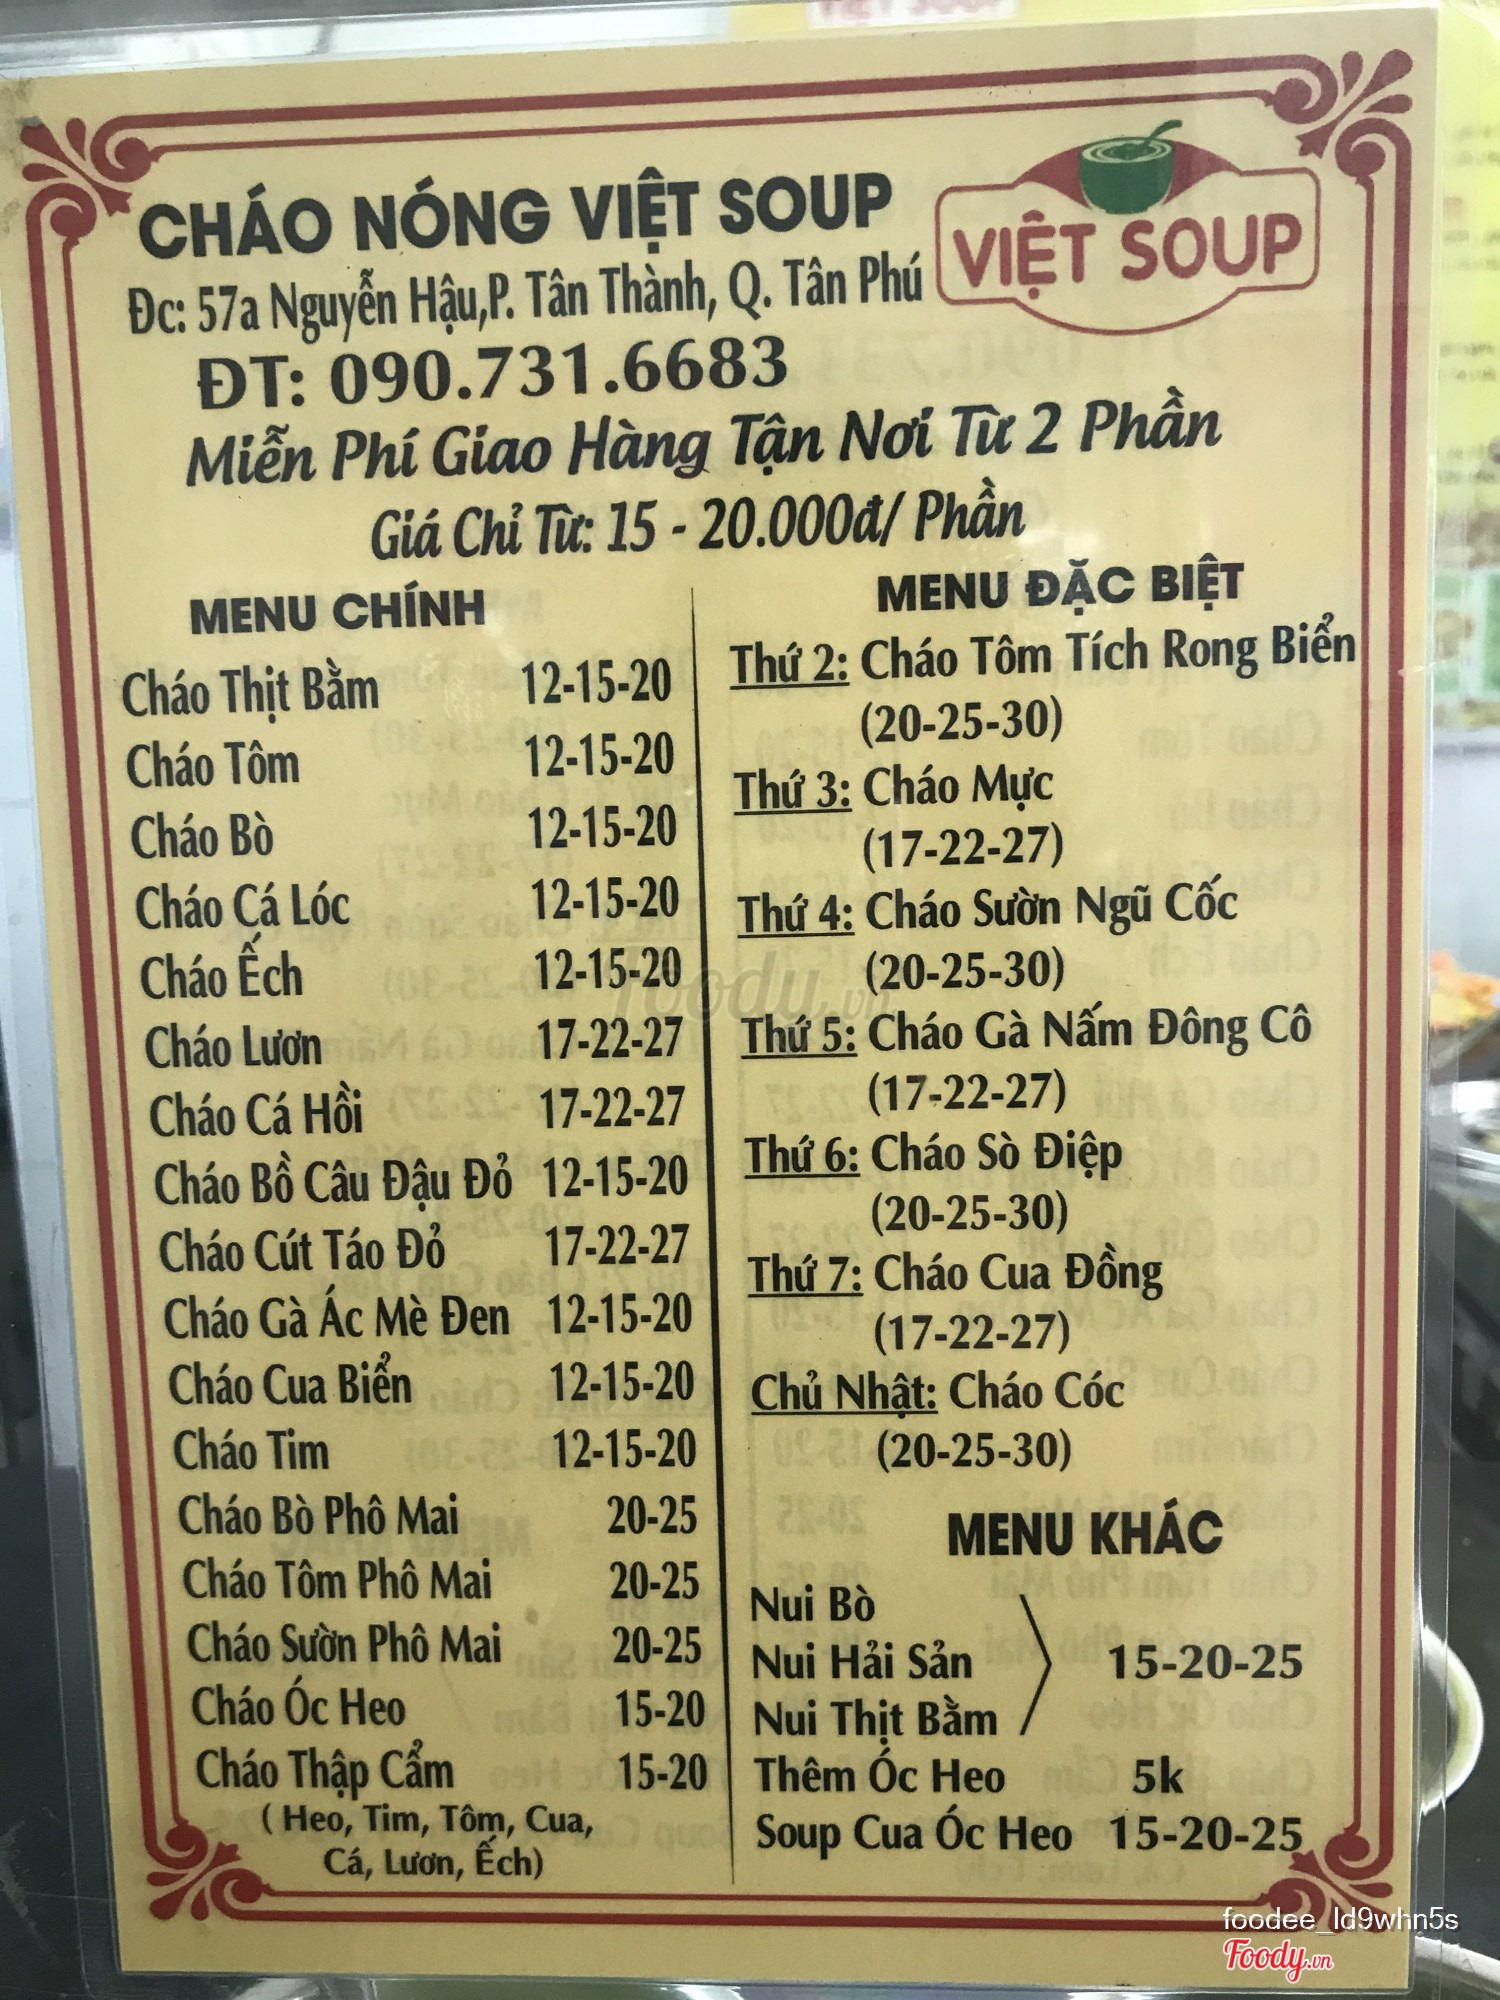 CHÁO NÓNG VIỆT SOUP
VIỆT SOUP
Đc: 57a Nguyễn Hậu,P. Tân Thành, Q. Tân Phú
ĐT: 090.731.6683
Miễn Phí Giao Hàng Tận Nơi Từ 2 Phần
Giá Chỉ Từ: 15 - 20.000đ/ Phần
MENU CHÍNH
Cháo Thịt Bằm 12-15-20
Cháo Tôm 12-15-20
Cháo Bò 12-15-20
Cháo Cá Lóc 12-15-20
Cháo Ếch 12-15-20
Cháo Lươn 17-22-27
Cháo Cá Hồi 17-22-27
Cháo Bồ Câu Đậu Đỏ 12-15-20
Cháo Cút Táo Đỏ 17-22-27
Cháo Gà Ác Mè Đen 12-15-20
Cháo Cua Biển 12-15-20
Cháo Tim 12-15-20
Cháo Bò Phô Mai 20-25
Cháo Tôm Phô Mai 20-25
Cháo Sườn Phô Mai 20-25
Cháo Óc Heo 15-20
Cháo Thập Cẩm 15-20
( Heo, Tim, Tôm, Cua,
Cá, Lươn, Ếch)
MENU ĐẶC BIỆT
Thứ 2: Cháo Tôm Tích Rong Biển
(20-25-30)
Thứ 3: Cháo Mực
(17-22-27)
Thứ 4: Cháo Sườn Ngũ Cốc
(20-25-30)
Thứ 5: Cháo Gà Nấm Đông Cô
(17-22-27)
Thứ 6: Cháo Sò Điệp
(20-25-30)
Thứ 7: Cháo Cua Đồng
(17-22-27)
Chủ Nhật: Cháo Cóc
(20-25-30)
MENU KHÁC
Nui Bò
Nui Hải Sản 15-20-25
Nui Thịt Bằm
Thêm Óc Heo 5k
Soup Cua Óc Heo 15-20-25
foody.vn
foodee_ld9whn5s
Foody.vn